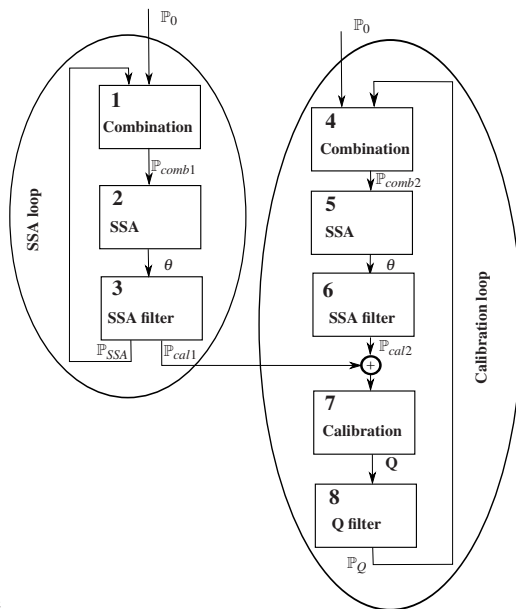 ℙ0
1
Combination
ℙcomb1
2
SSA
θ
3
SSA filter
ℙSSA
ℙcal1
SSA loop
ℙ0
4
Combination
ℙcomb2
5
SSA
θ
6
SSA filter
ℙcal2
+
7
Calibration
Q
8
Q filter
ℙQ
Calibration loop